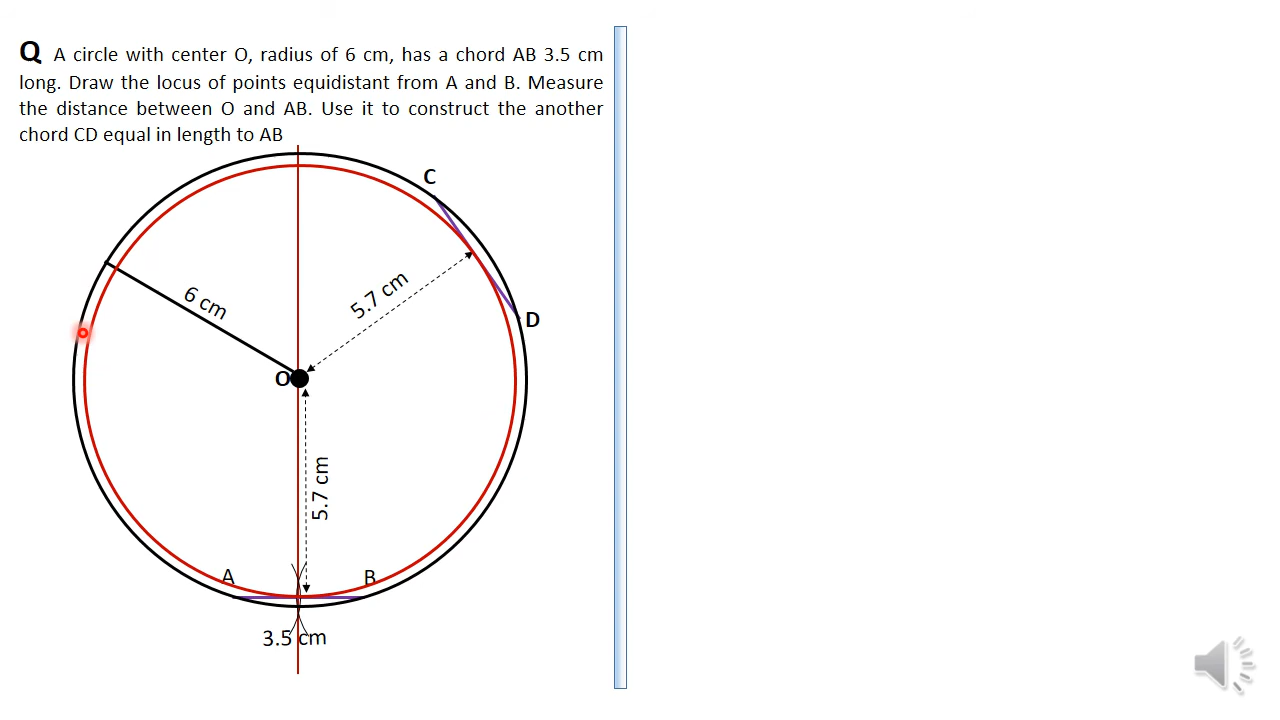 Q A circle with center O, radius of 6 cm, has a chord AB 3.5 cm
long. Draw the locus of points equidistant from A and B. Measure
the distance between O and AB. Use it to construct the another
chord CD equal in length to AB
C
6 cm
5.7 cm
D
O
5.7 cm
A
B
3.5 cm